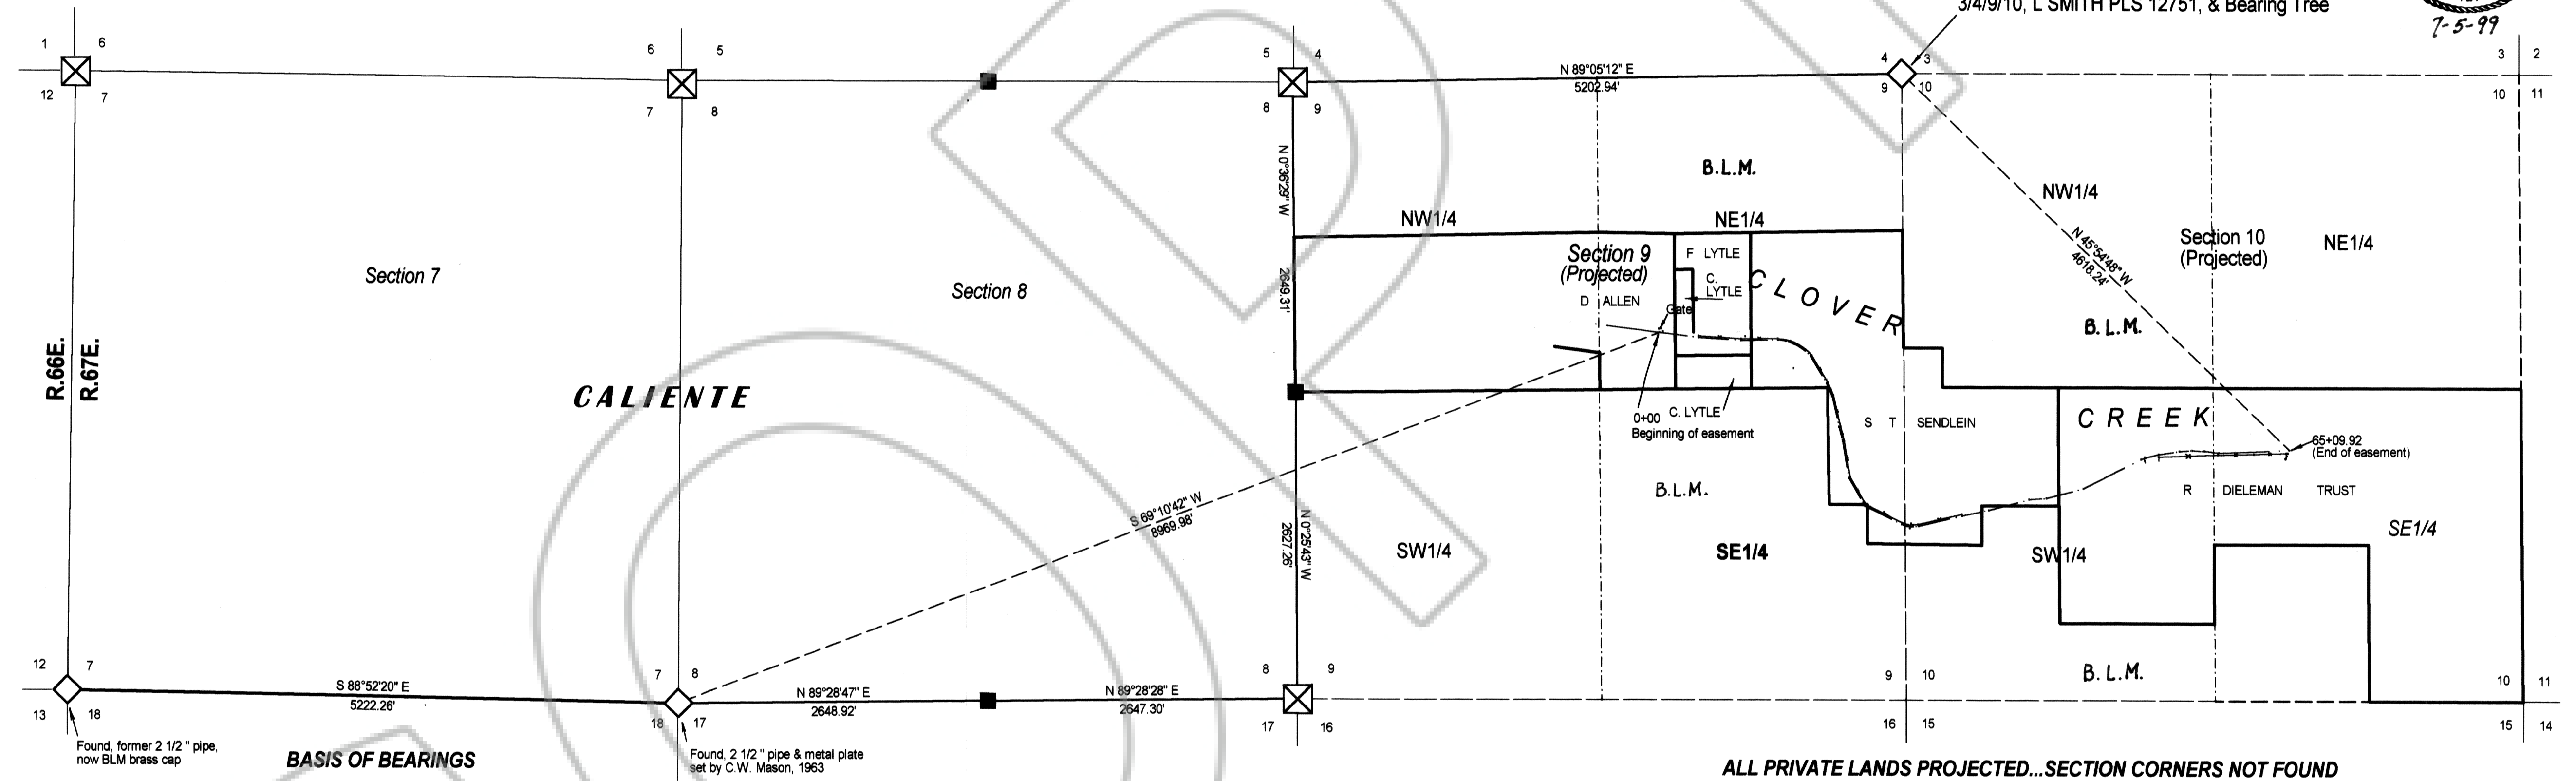 3/4/9/10, L SMITH PLS 12751, & Bearing Tree
7-5-99
1 6
12 7
6 5
7 8
5 4
8 9
4 3
9 10
3 2
10 11
N 89°05'12" E
5202.94'
N 0°36'29" W
2649.31'
B.L.M.
NW1/4
NE1/4
Section 9
(Projected)
D ALLEN
F LYTLE
C.
LYTLE
Gate
CLOVER
NW1/4
N 45°54'48" W
4618.24'
Section 10
(Projected)
NE1/4
B.L.M.
Section 7
Section 8
R.66E.
R.67E.
CALIENTE
0+00
Beginning of easement
C. LYTLE
S T SENDLEIN
CREEK
65+09.92
(End of easement)
R DIELEMAN TRUST
B.L.M.
S 69°10'42" W
8969.98'
N 0°25'43" W
2627.26'
SW1/4
SE1/4
SW1/4
SE1/4
B.L.M.
12 7
13 18
S 88°52'20" E
5222.26'
7 8
18 17
N 89°28'47" E
2648.92'
N 89°28'28" E
2647.30'
8 9
17 16
9 10
16 15
10 11
15 14
Found, former 2 1/2 " pipe,
now BLM brass cap
BASIS OF BEARINGS
Found, 2 1/2 " pipe & metal plate
set by C.W. Mason, 1963
ALL PRIVATE LANDS PROJECTED...SECTION CORNERS NOT FOUND